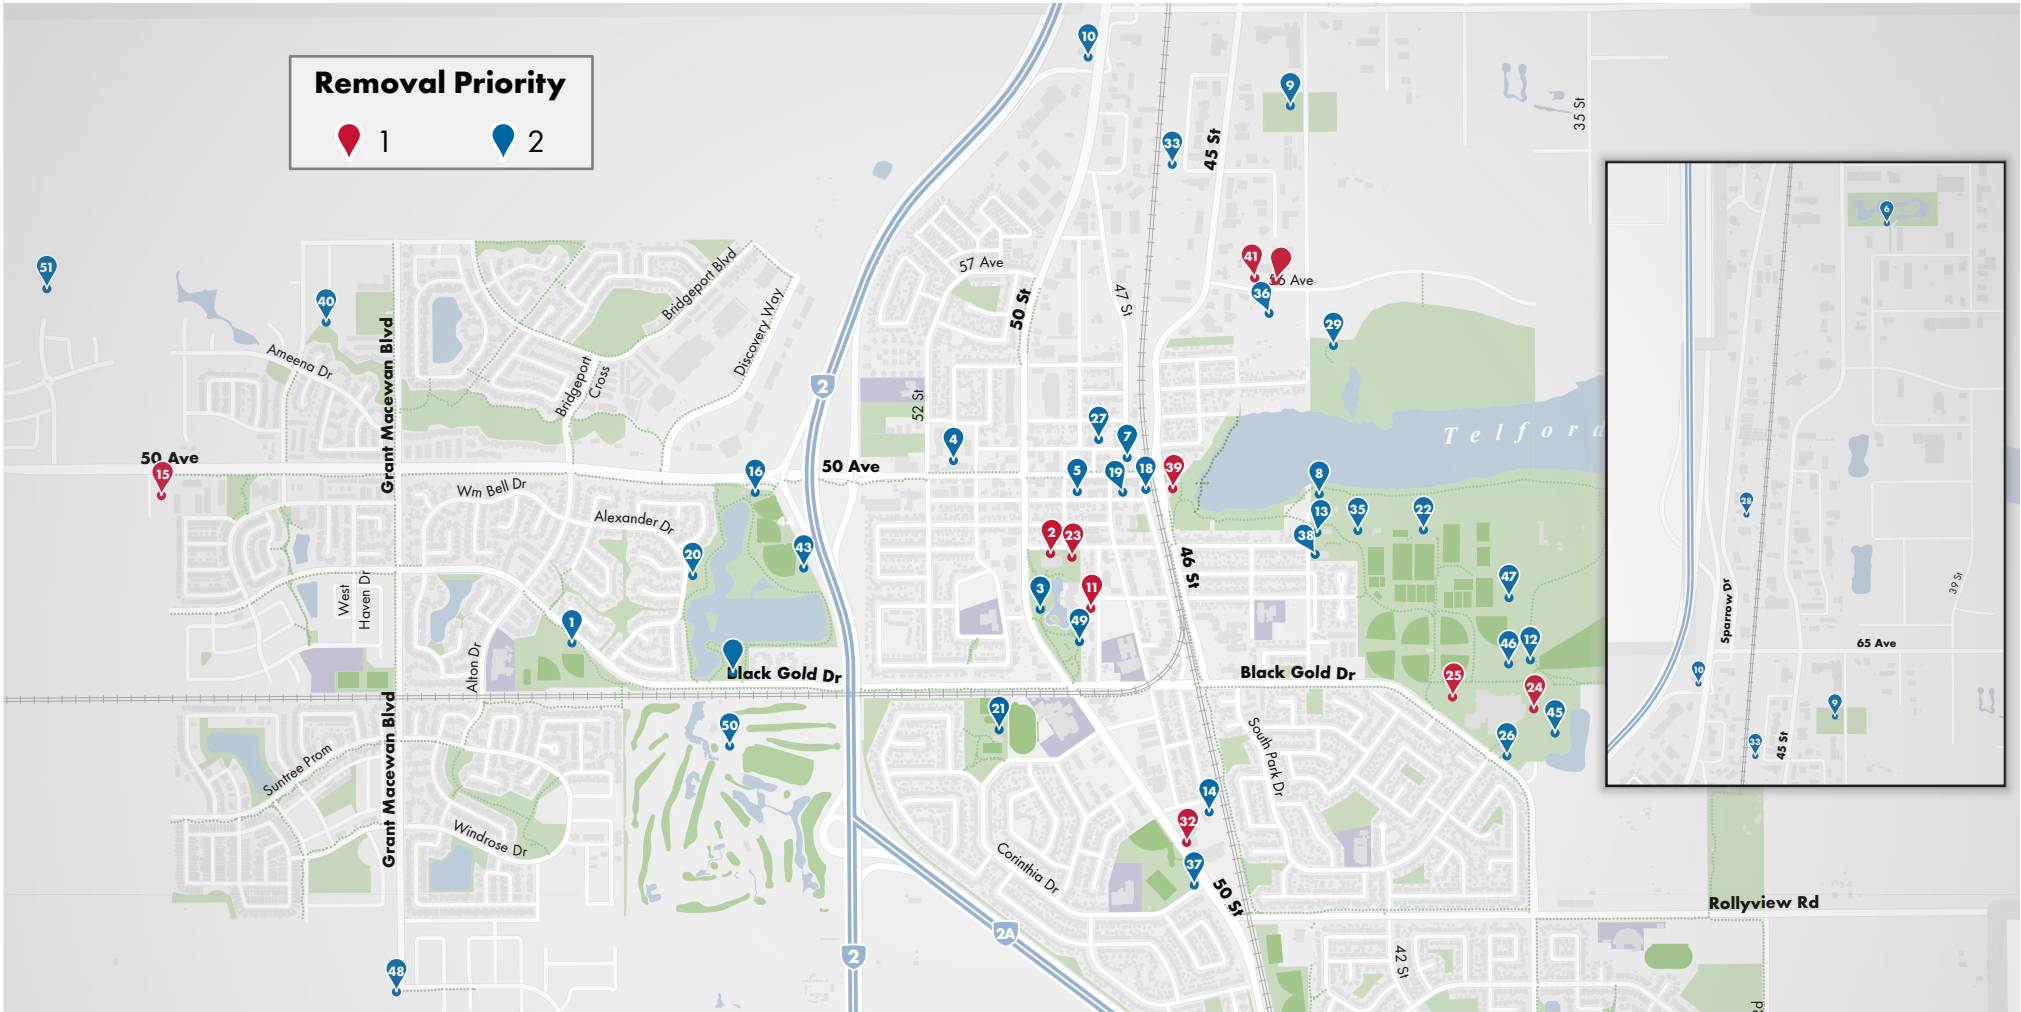 Removal Priority
1
2
10
9
33
45 St
35 St
51
40
Ameena Dr
Grant Macewan Blvd
Bridgeport Blvd
Discovery Way
Bridgeport
Cross
2
57 Ave
50 St
47 St
52 St
41
56 Ave
36
29
Telford
50 Ave
15
16
50 Ave
4
27
7
5
19
18
39
8
13
35
22
38
Wm Bell Dr
Alexander Dr
20
43
2
23
3
11
49
46 St
47
46
12
West
Haven Dr
1
Alton Dr
Black Gold Dr
Black Gold Dr
25
24
45
26
21
50
Grant Macewan Blvd
Suntree Prom
Windrose Dr
South Park Dr
14
32
37
50 St
Corinthia Dr
2A
2
48
42 St
Rollyview Rd
Rd
6
28
39 St
Sparrow Dr
65 Ave
10
9
33
45 St